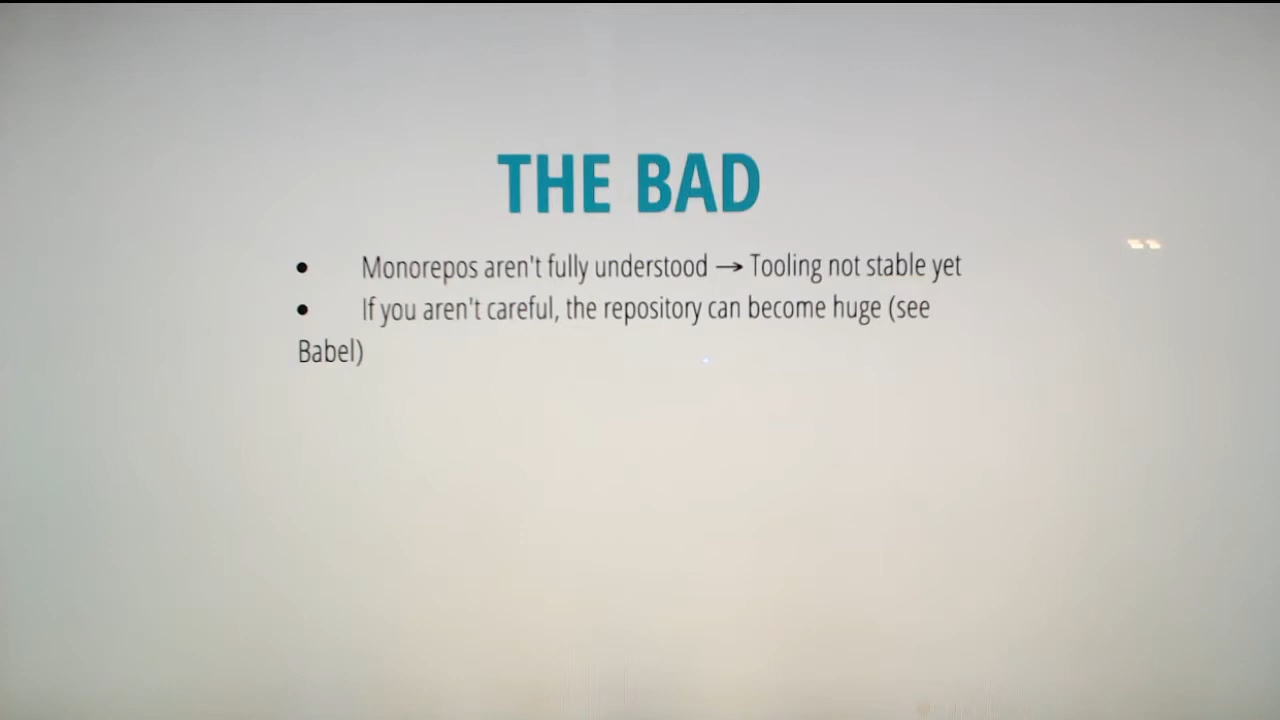 THE BAD
• Monorepos aren't fully understood → Tooling not stable yet
• If you aren't careful, the repository can become huge (see
Babel)